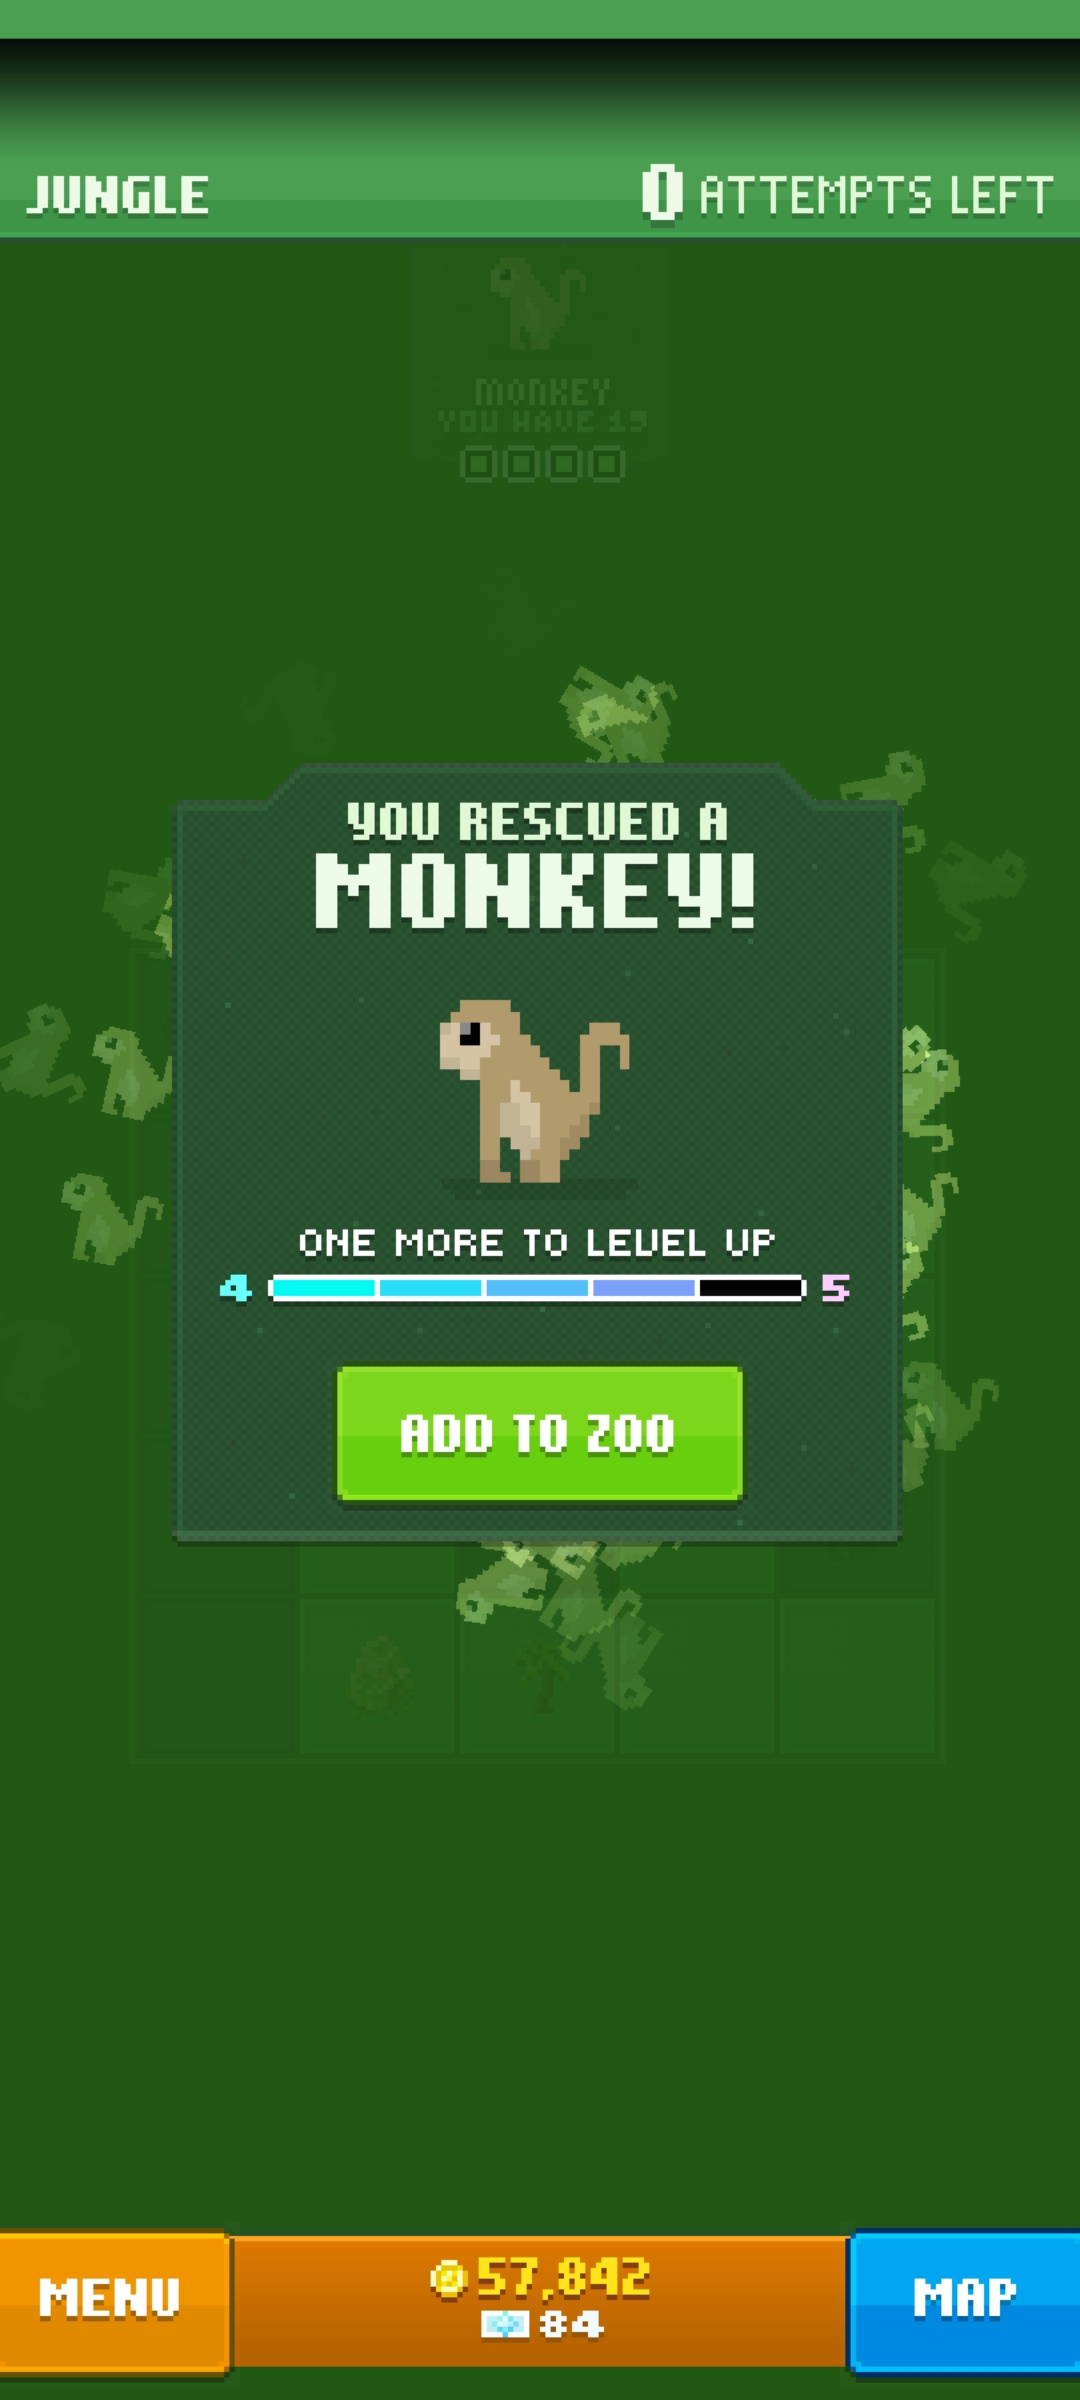 JUNGLE
0 ATTEMPTS LEFT
MONKEY
YOU HAVE 19
YOU RESCUED A
MONKEY!
ONE MORE TO LEVEL UP
4 5
ADD TO ZOO
MENU
57,842
84
MAP